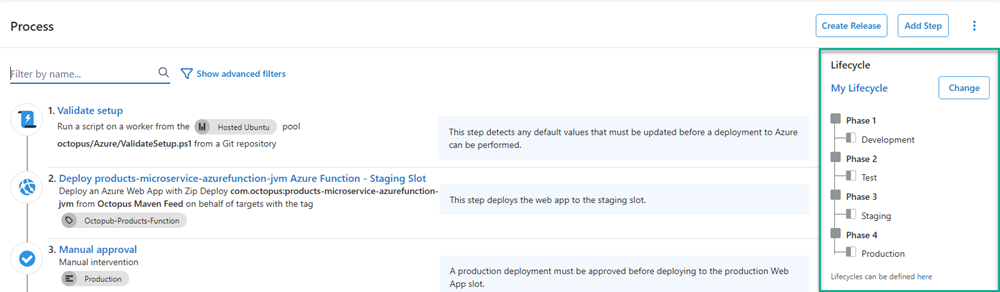 Process
Create Release
Add Step
Filter by name...
Show advanced filters
1. Validate setup
Run a script on a worker from the Hosted Ubuntu pool
octopus/Azure/ValidateSetup.ps1 from a Git repository
This step detects any default values that must be updated before a deployment to Azure
can be performed.
2. Deploy products-microservice-azurefunction-jvm Azure Function - Staging Slot
Deploy an Azure Web App with Zip Deploy com.octopus:products-microservice-azurefunction-
jvm from Octopus Maven Feed on behalf of targets with the tag
Octopub-Products-Function
This step deploys the web app to the staging slot.
3. Manual approval
Manual intervention
Production
A production deployment must be approved before deploying to the production Web
App slot.
Lifecycle
My Lifecycle
Change
Phase 1
Development
Phase 2
Test
Phase 3
Staging
Phase 4
Production
Lifecycles can be defined here